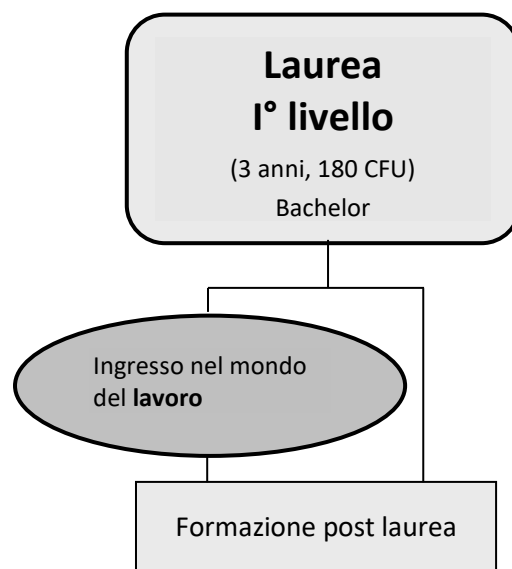 Laurea
I° livello
(3 anni, 180 CFU)
Bachelor
Ingresso nel mondo
del lavoro
Formazione post laurea